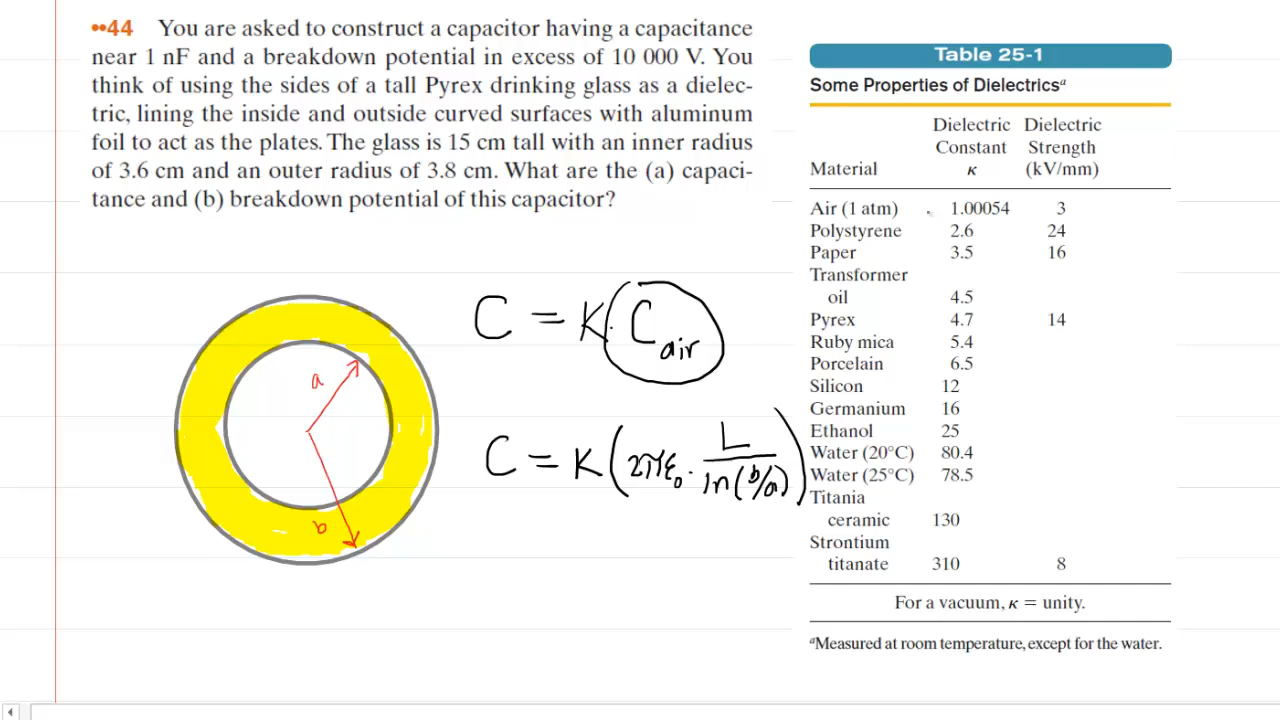 ••44 You are asked to construct a capacitor having a capacitance
near 1 nF and a breakdown potential in excess of 10 000 V. You
think of using the sides of a tall Pyrex drinking glass as a dielec-
tric, lining the inside and outside curved surfaces with aluminum
foil to act as the plates. The glass is 15 cm tall with an inner radius
of 3.6 cm and an outer radius of 3.8 cm. What are the (a) capaci-
tance and (b) breakdown potential of this capacitor?
a
b
C = K · C air
C = K (2πε₀ · L / ln(b/a))
Table 25-1
Some Properties of Dielectricsᵃ
Dielectric Dielectric
Constant Strength
Material κ (kV/mm)
Air (1 atm) 1.00054 3
Polystyrene 2.6 24
Paper 3.5 16
Transformer
oil 4.5
Pyrex 4.7 14
Ruby mica 5.4
Porcelain 6.5
Silicon 12
Germanium 16
Ethanol 25
Water (20°C) 80.4
Water (25°C) 78.5
Titania
ceramic 130
Strontium
titanate 310 8
For a vacuum, κ = unity.
ᵃMeasured at room temperature, except for the water.